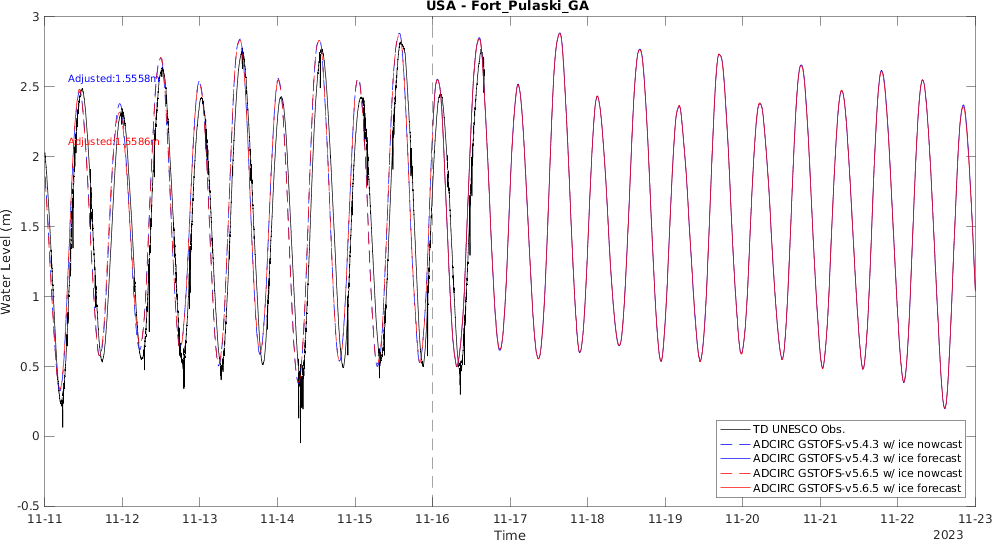 USA - Fort_Pulaski_GA
3
2.5
2
1.5
1
0.5
0
-0.5
Water Level (m)
Adjusted:1.5558m
Adjusted:1.5586m
TD UNESCO Obs.
ADCIRC GSTOFS-v5.4.3 w/ ice nowcast
ADCIRC GSTOFS-v5.4.3 w/ ice forecast
ADCIRC GSTOFS-v5.6.5 w/ ice nowcast
ADCIRC GSTOFS-v5.6.5 w/ ice forecast
11-11 11-12 11-13 11-14 11-15 11-16 11-17 11-18 11-19 11-20 11-21 11-22 11-23
Time
2023